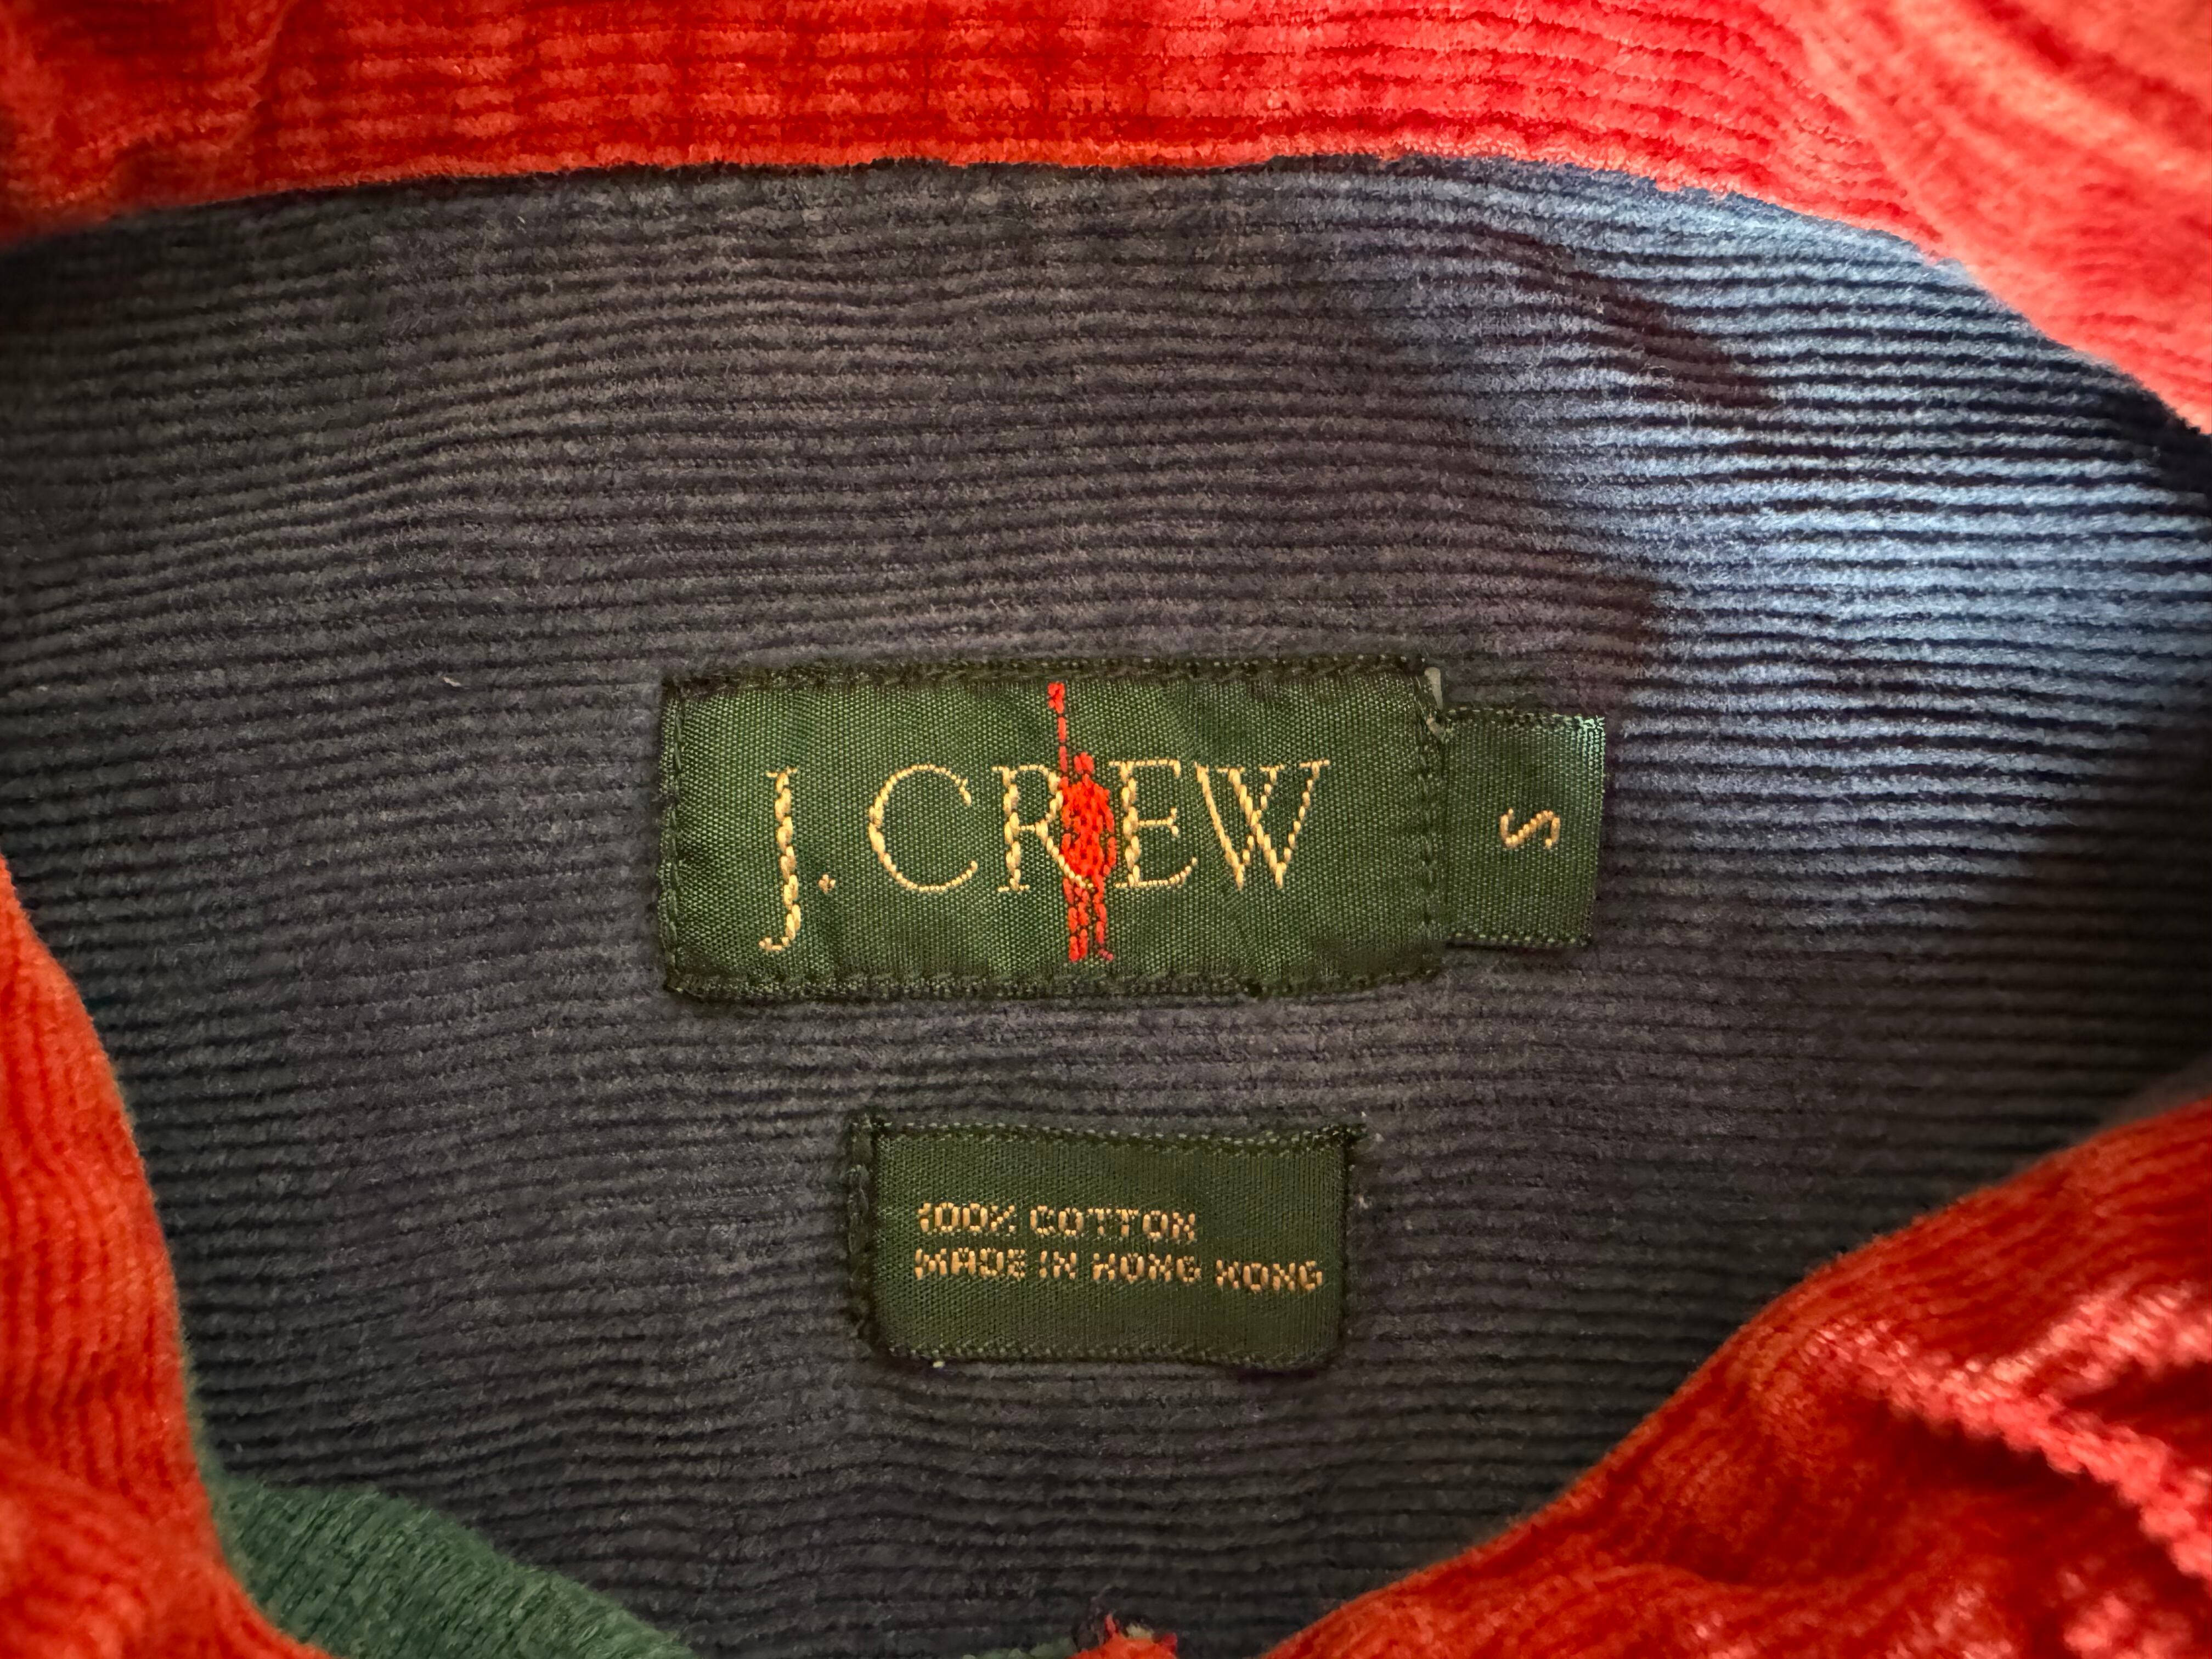 J. CREW
S
100% COTTON
MADE IN HONG KONG